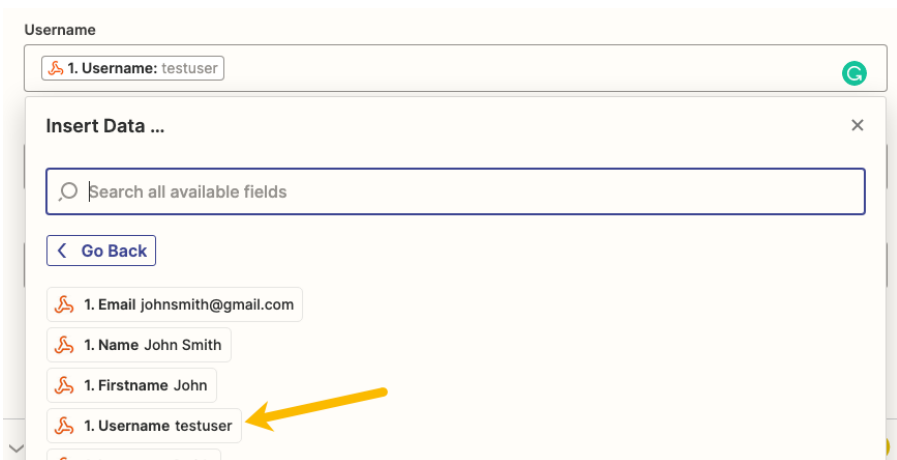 Username
1. Username: testuser
Insert Data ...
Search all available fields
Go Back
1. Email johnsmith@gmail.com
1. Name John Smith
1. Firstname John
1. Username testuser